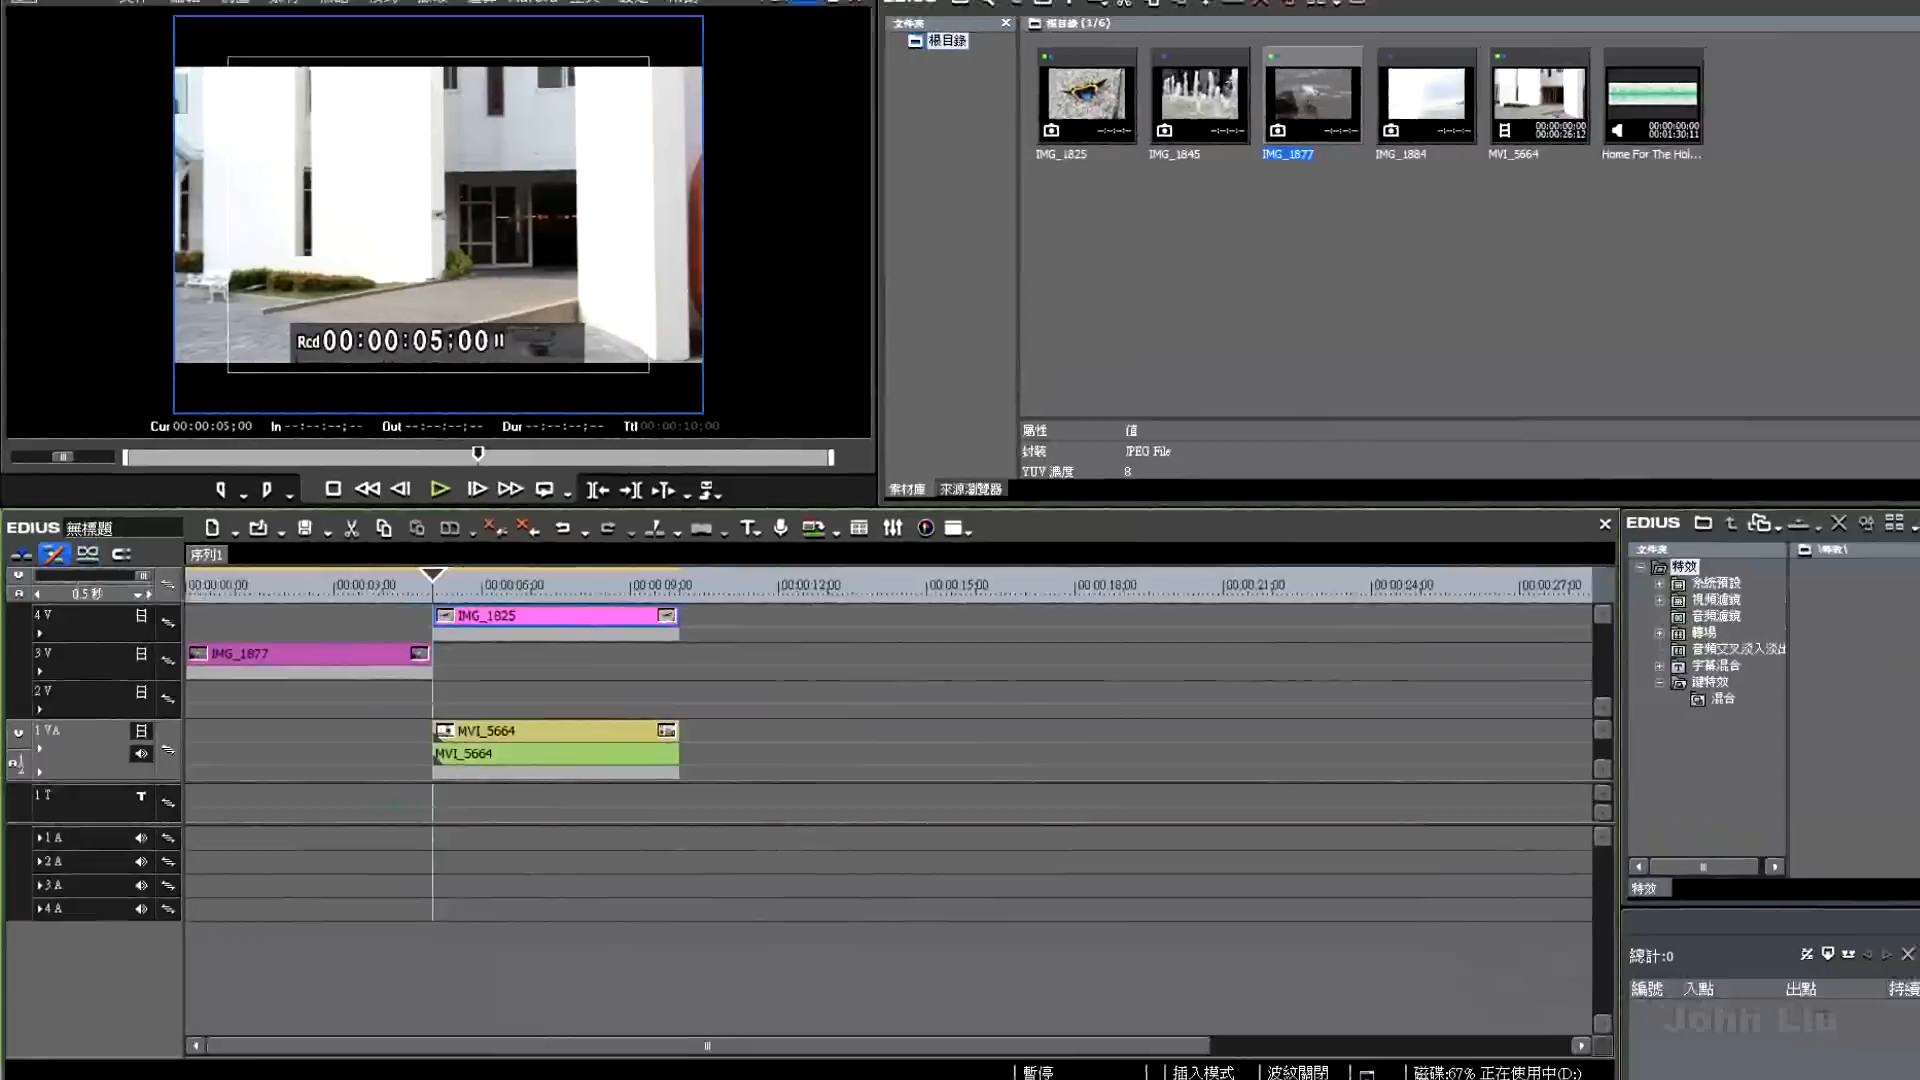 EDIUS
Rcd 00:00:05;00
Cur 00:00:05;00 In --:--:--;-- Out --:--:--;-- Dur --:--:--;-- Ttl 00:00:10;00
文件夾
根目錄
根目錄 (1/6)
--:--:--:--
--:--:--:--
--:--:--:--
--:--:--:--
00:00:00:00
00:00:26:12
00:00:00:00
00:01:30:11
IMG_1825
IMG_1845
IMG_1877
IMG_1884
MVI_5664
Home For The Hol...
屬性 值
封裝 JPEG File
YUV 濃度 8
素材庫 來源瀏覽器
EDIUS 無標題
序列1
0.5 秒
00:00:00;00 00:00:03;00 00:00:06;00 00:00:09;00 00:00:12;00 00:00:15;00 00:00:18;00 00:00:21;00 00:00:24;00 00:00:27;00
4 V
IMG_1825
3 V
IMG_1877
2 V
1 VA
MVI_5664
MVI_5664
1 T
1 A
2 A
3 A
4 A
EDIUS
文件夾
特效
系統預設
視頻濾鏡
音頻濾鏡
轉場
音頻交叉淡入淡出
字幕混合
鍵特效
混合
特效
總計:0
編號 入點 出點 持續
John Liu
暫停 插入模式 波紋關閉 磁碟:67% 正在使用中(D:)